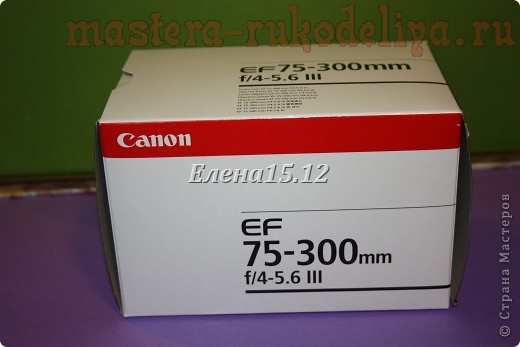 mastera-rukodeliya.ru
EF75-300mm
f/4-5.6 III
Canon
Елена15.12
EF
75-300mm
f/4-5.6 III
© Страна Мастеров